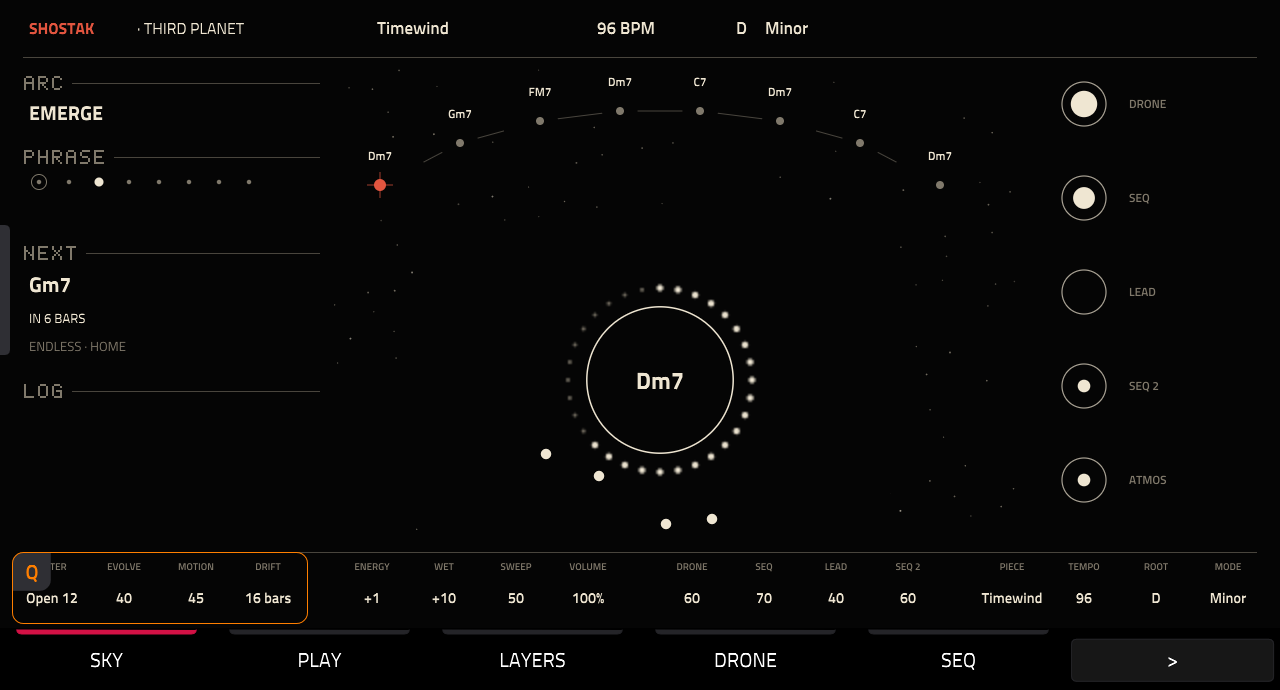 SHOSTAK · THIRD PLANET Timewind 96 BPM D Minor
ARC
EMERGE
PHRASE
NEXT
Gm7
IN 6 BARS
ENDLESS · HOME
LOG
Dm7 Gm7 FM7 Dm7 C7 Dm7 C7 Dm7
Dm7
DRONE
SEQ
LEAD
SEQ 2
ATMOS
Q
TER EVOLVE MOTION DRIFT ENERGY WET SWEEP VOLUME DRONE SEQ LEAD SEQ 2 PIECE TEMPO ROOT MODE
Open 12 40 45 16 bars +1 +10 50 100% 60 70 40 60 Timewind 96 D Minor
SKY PLAY LAYERS DRONE SEQ >